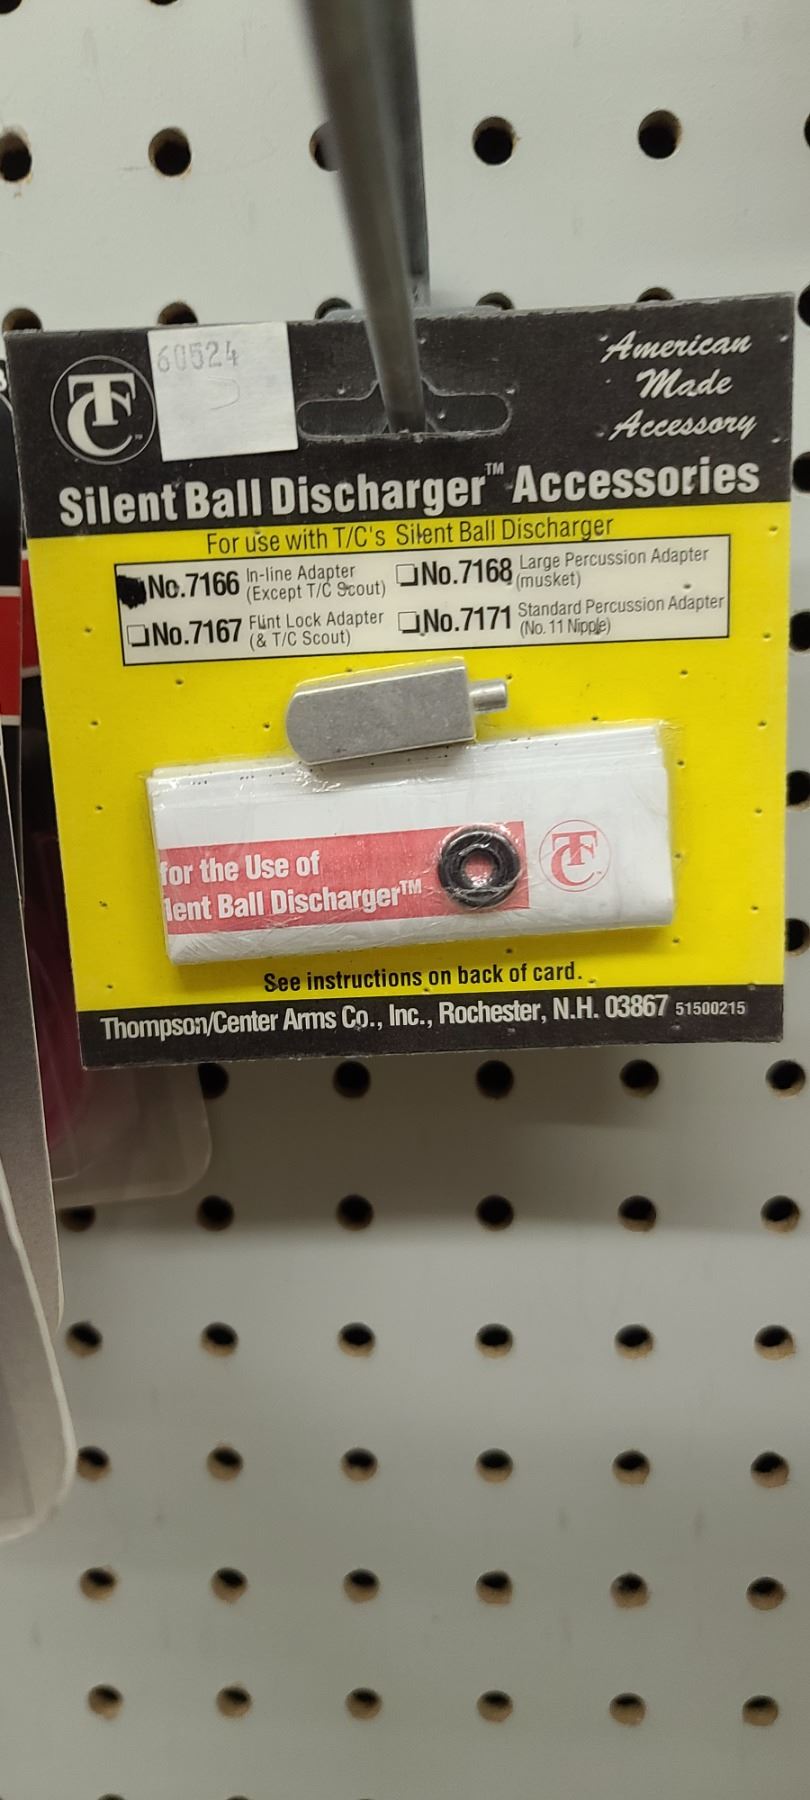 60524
TC
American
Made
Accessory
Silent Ball Discharger™ Accessories
For use with T/C's Silent Ball Discharger
No.7166 In-line Adapter (Except T/C Scout)
No.7168 Large Percussion Adapter (musket)
No.7167 Flint Lock Adapter (& T/C Scout)
No.7171 Standard Percussion Adapter (No. 11 Nipple)
for the Use of
lent Ball Discharger™
TC
See instructions on back of card.
Thompson/Center Arms Co., Inc., Rochester, N.H. 03867 51500215